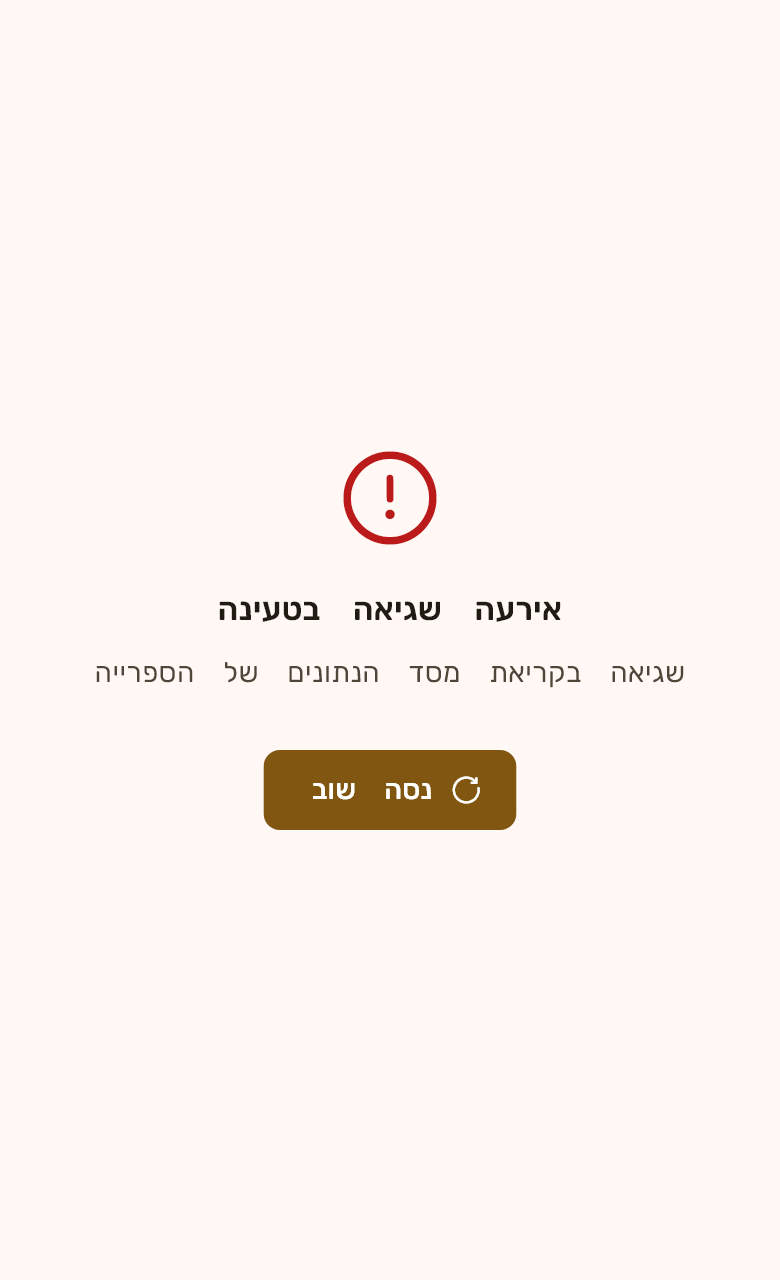 אירעה שגיאה בטעינה
שגיאה בקריאת מסד הנתונים של הספרייה
נסה שוב